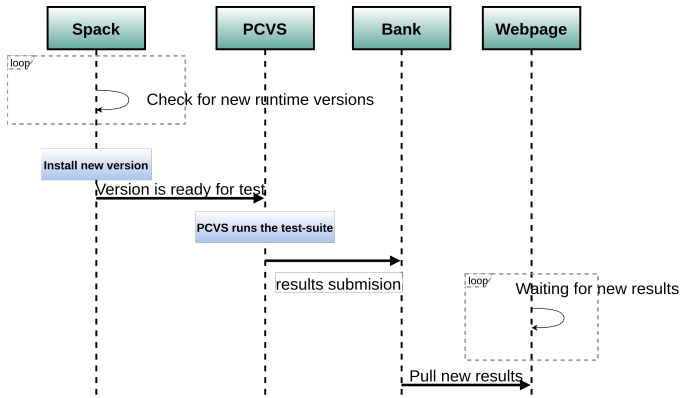 Spack
PCVS
Bank
Webpage
loop
Check for new runtime versions
Install new version
Version is ready for test
PCVS runs the test-suite
results submision
loop
Waiting for new results
Pull new results